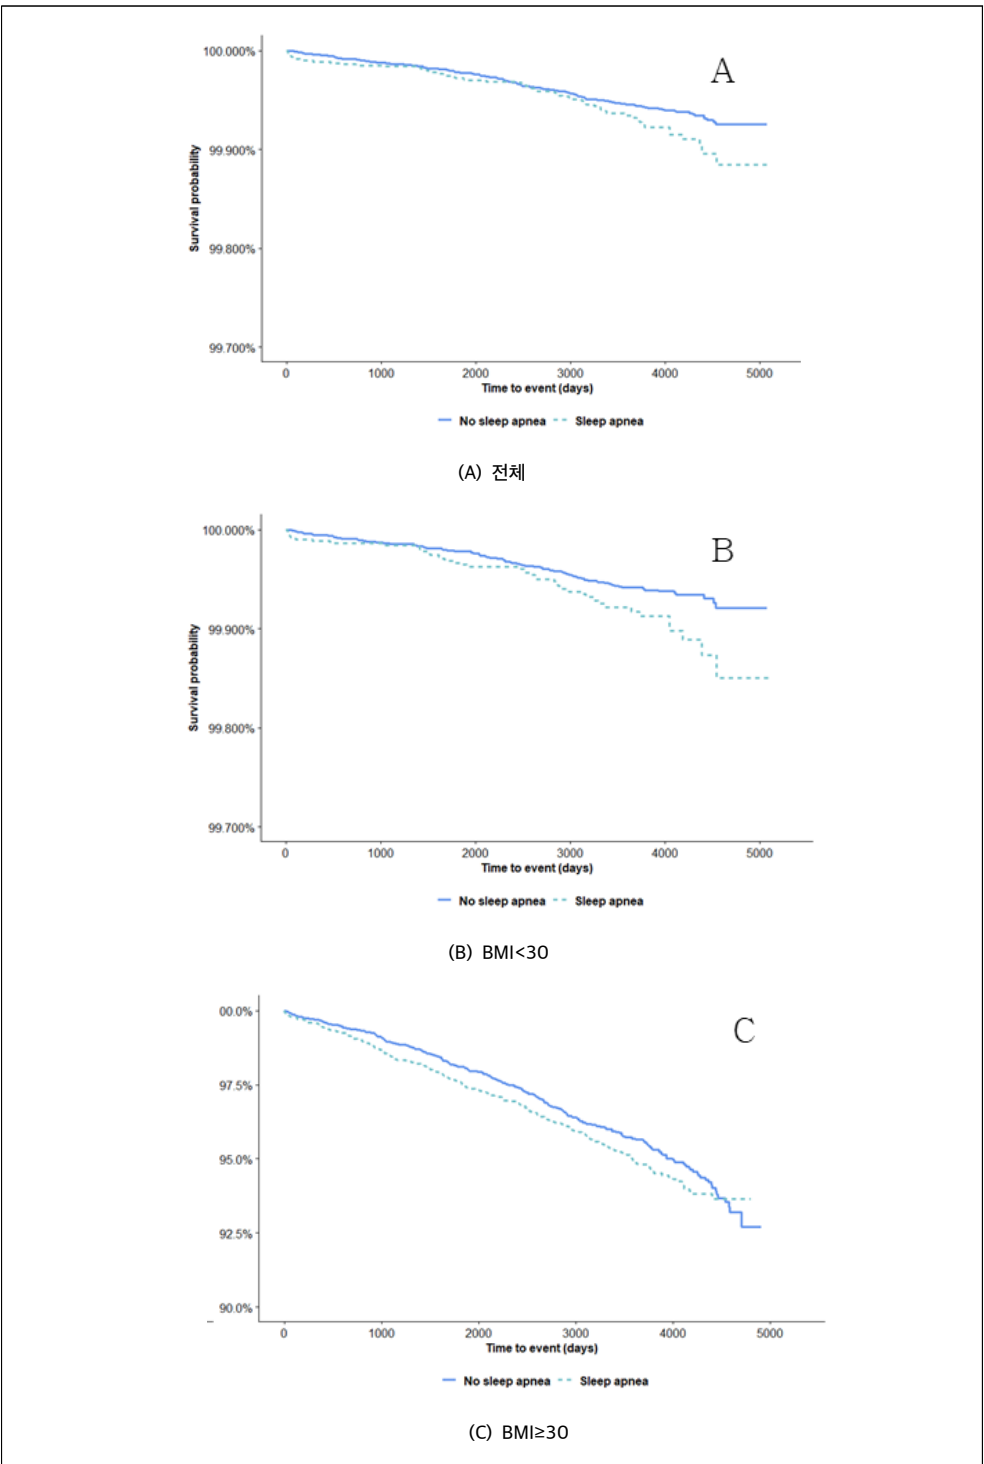 A
100.000%
99.900%
99.800%
99.700%
Survival probability
0 1000 2000 3000 4000 5000
Time to event (days)
No sleep apnea Sleep apnea
(A) 전체
B
100.000%
99.900%
99.800%
99.700%
Survival probability
0 1000 2000 3000 4000 5000
Time to event (days)
No sleep apnea Sleep apnea
(B) BMI<30
C
00.0%
97.5%
95.0%
92.5%
90.0%
0 1000 2000 3000 4000 5000
Time to event (days)
No sleep apnea Sleep apnea
(C) BMI≥30